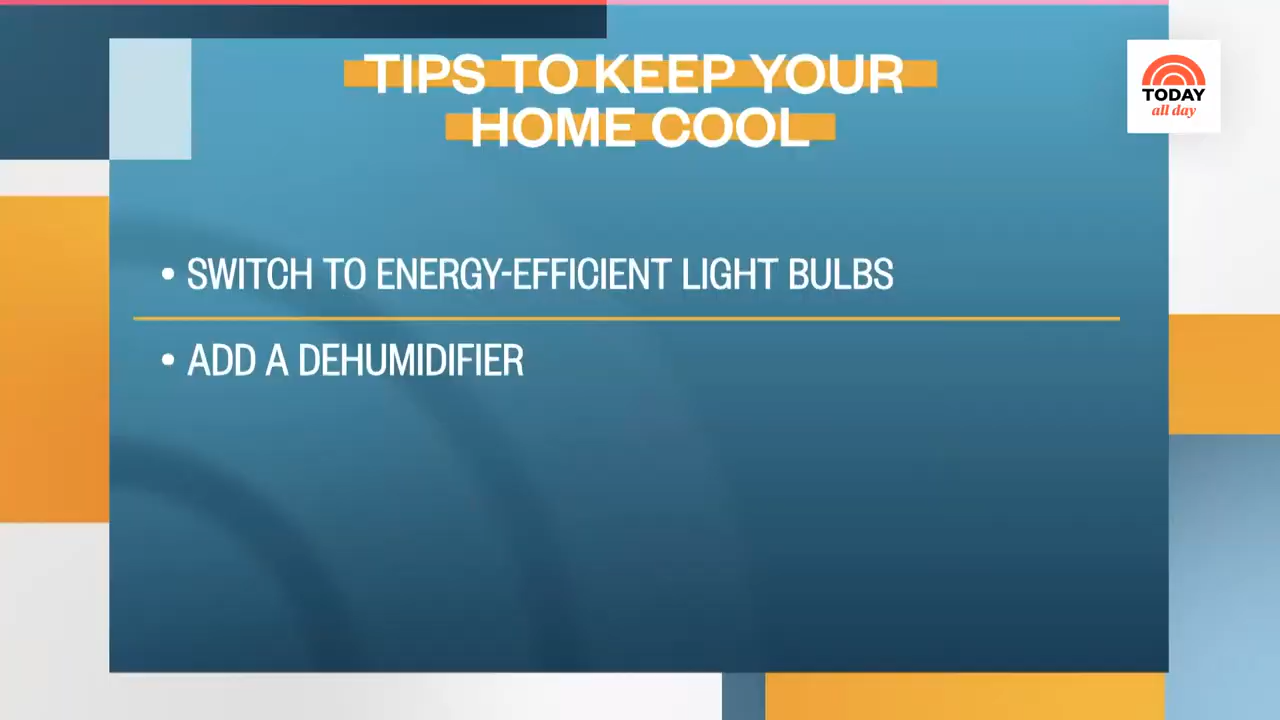 TIPS TO KEEP YOUR
HOME COOL
TODAY
all day
• SWITCH TO ENERGY-EFFICIENT LIGHT BULBS
• ADD A DEHUMIDIFIER